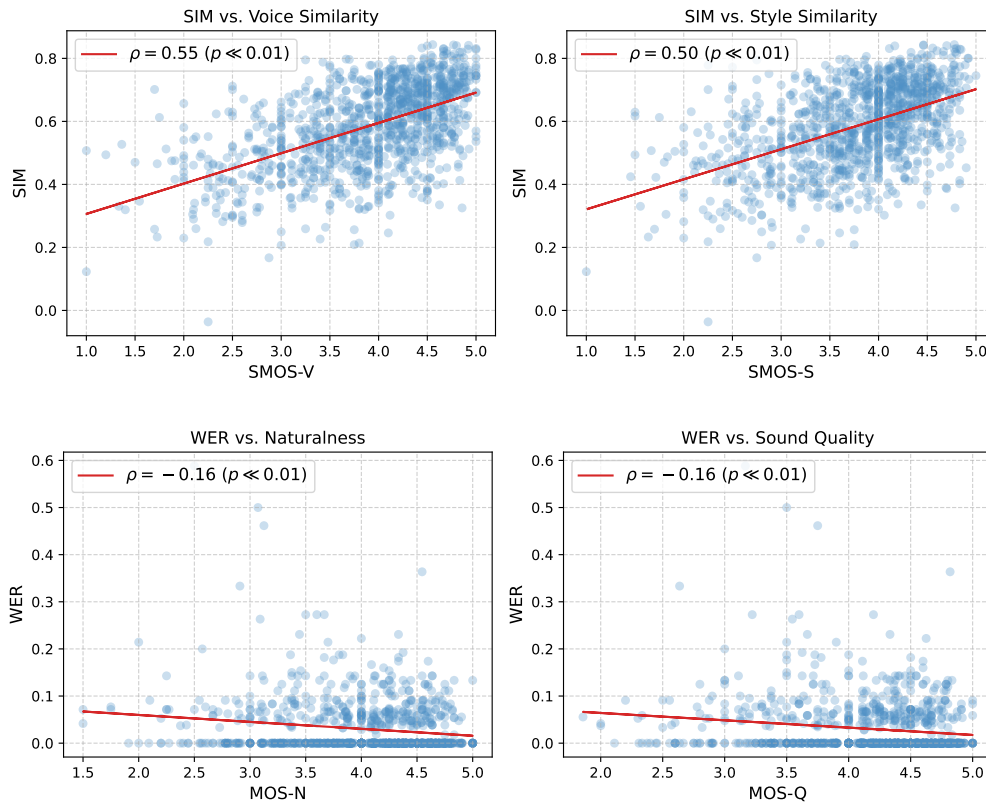 SIM vs. Voice Similarity
ρ = 0.55 (p ≪ 0.01)
0.8
0.6
0.4
0.2
0.0
SIM
1.0 1.5 2.0 2.5 3.0 3.5 4.0 4.5 5.0
SMOS-V
SIM vs. Style Similarity
ρ = 0.50 (p ≪ 0.01)
0.8
0.6
0.4
0.2
0.0
SIM
1.0 1.5 2.0 2.5 3.0 3.5 4.0 4.5 5.0
SMOS-S
WER vs. Naturalness
ρ = −0.16 (p ≪ 0.01)
0.6
0.5
0.4
0.3
0.2
0.1
0.0
WER
1.5 2.0 2.5 3.0 3.5 4.0 4.5 5.0
MOS-N
WER vs. Sound Quality
ρ = −0.16 (p ≪ 0.01)
0.6
0.5
0.4
0.3
0.2
0.1
0.0
WER
2.0 2.5 3.0 3.5 4.0 4.5 5.0
MOS-Q